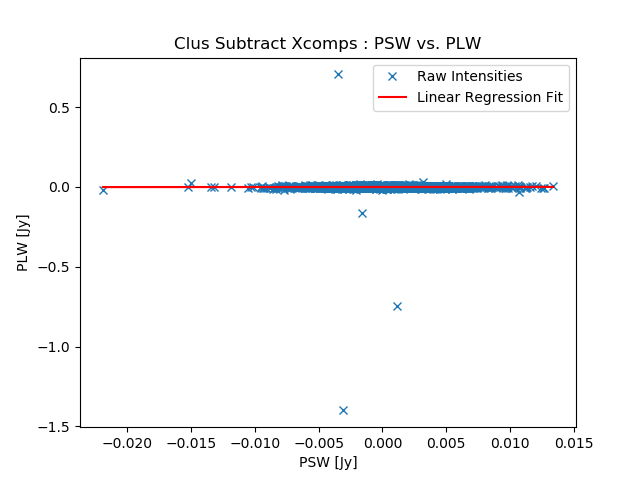 Clus Subtract Xcomps : PSW vs. PLW
Raw Intensities
Linear Regression Fit
0.5
0.0
−0.5
−1.0
−1.5
PLW [Jy]
−0.020 −0.015 −0.010 −0.005 0.000 0.005 0.010 0.015
PSW [Jy]